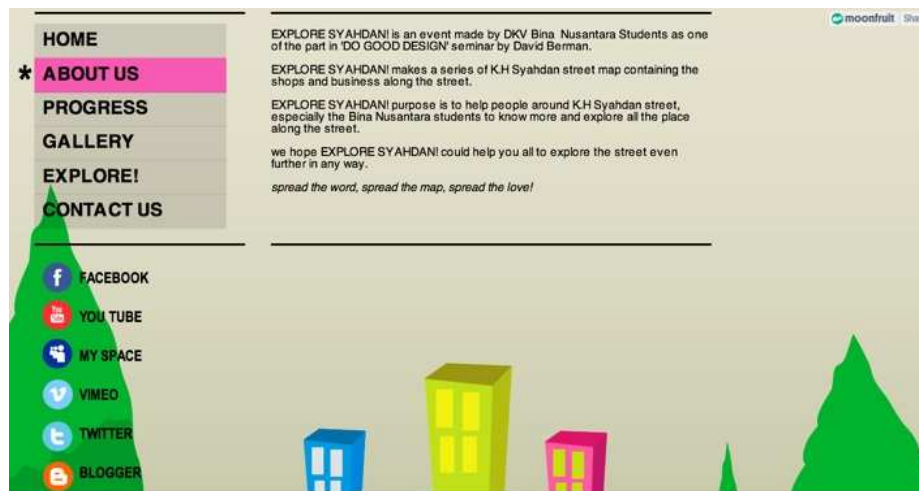 HOME
* ABOUT US
PROGRESS
GALLERY
EXPLORE!
CONTACT US
FACEBOOK
YOU TUBE
MY SPACE
VIMEO
TWITTER
BLOGGER
EXPLORE SYAHDAN! is an event made by DKV Bina Nusantara Students as one
of the part in 'DO GOOD DESIGN' seminar by David Berman.
EXPLORE SYAHDAN! makes a series of K.H Syahdan street map containing the
shops and business along the street.
EXPLORE SYAHDAN! purpose is to help people around K.H Syahdan street,
especially the Bina Nusantara students to know more and explore all the place
along the street.
we hope EXPLORE SYAHDAN! could help you all to explore the street even
further in any way.
spread the word, spread the map, spread the love!
moonfruit